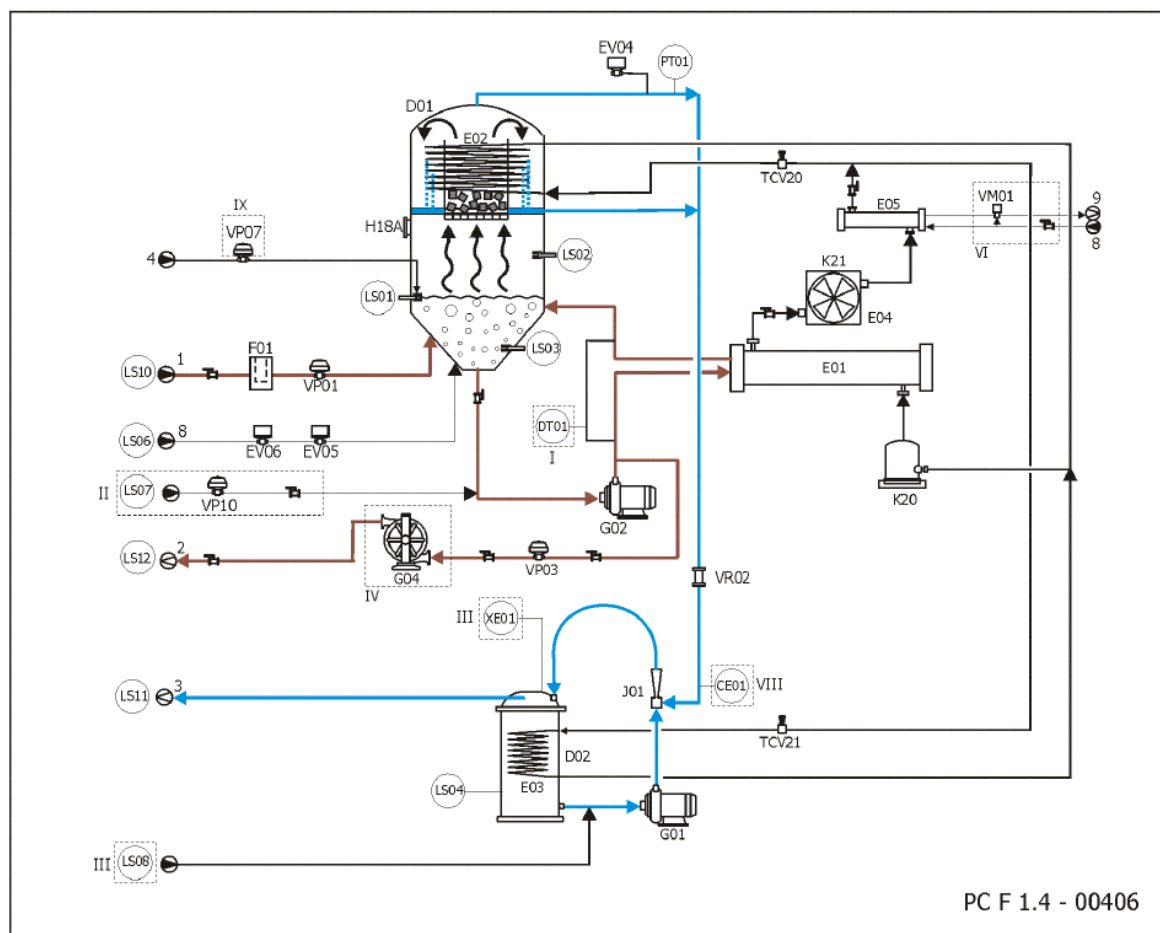 EV04
PT01
D01
E02
TCV20
IX
VP07
H18A
4
LS02
LS01
E05
VM01
9
8
VI
K21
E04
LS03
1
F01
LS10
VP01
E01
DT01
I
8
LS06
EV06
EV05
II
LS07
VP10
G02
K20
2
LS12
G04
VP03
IV
VR02
III
XE01
3
LS11
J01
CE01
VIII
TCV21
D02
E03
LS04
G01
III
LS08
PC F 1.4 - 00406